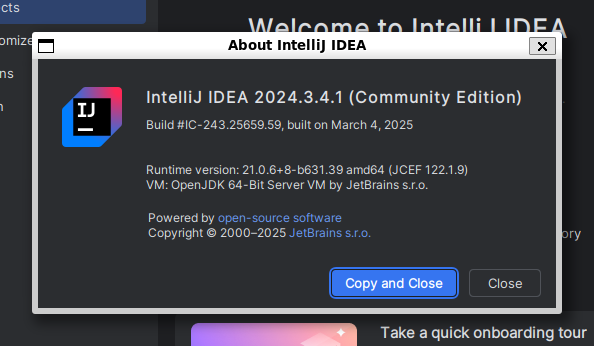 cts
Welcome to IntelliJ IDEA
About IntelliJ IDEA
omize
ns
n
IJ
IntelliJ IDEA 2024.3.4.1 (Community Edition)
Build #IC-243.25659.59, built on March 4, 2025
Runtime version: 21.0.6+8-b631.39 amd64 (JCEF 122.1.9)
VM: OpenJDK 64-Bit Server VM by JetBrains s.r.o.
Powered by open-source software
Copyright © 2000–2025 JetBrains s.r.o.
ory
Copy and Close
Close
Take a quick onboarding tour